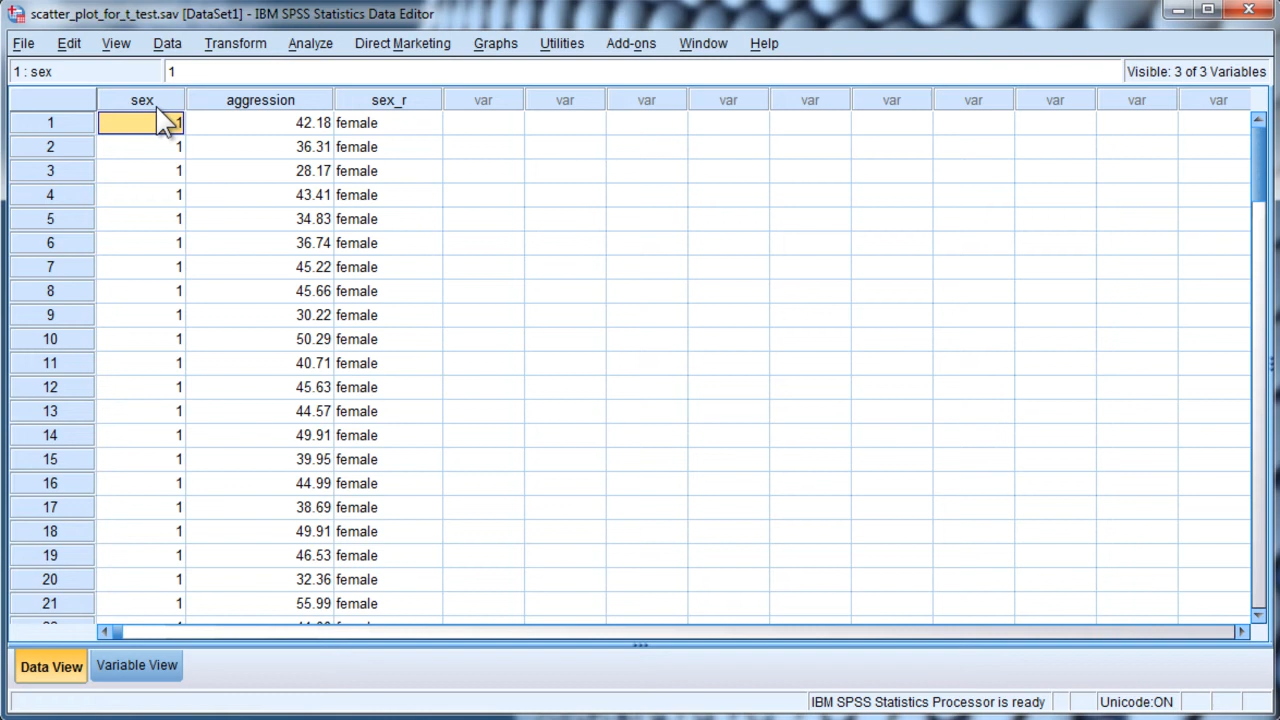 scatter_plot_for_t_test.sav [DataSet1] - IBM SPSS Statistics Data Editor
File Edit View Data Transform Analyze Direct Marketing Graphs Utilities Add-ons Window Help
1 : sex 1 Visible: 3 of 3 Variables
sex aggression sex_r var var var var var var var var var var
1 1 42.18 female
2 1 36.31 female
3 1 28.17 female
4 1 43.41 female
5 1 34.83 female
6 1 36.74 female
7 1 45.22 female
8 1 45.66 female
9 1 30.22 female
10 1 50.29 female
11 1 40.71 female
12 1 45.63 female
13 1 44.57 female
14 1 49.91 female
15 1 39.95 female
16 1 44.99 female
17 1 38.69 female
18 1 49.91 female
19 1 46.53 female
20 1 32.36 female
21 1 55.99 female
Data View Variable View
IBM SPSS Statistics Processor is ready Unicode:ON